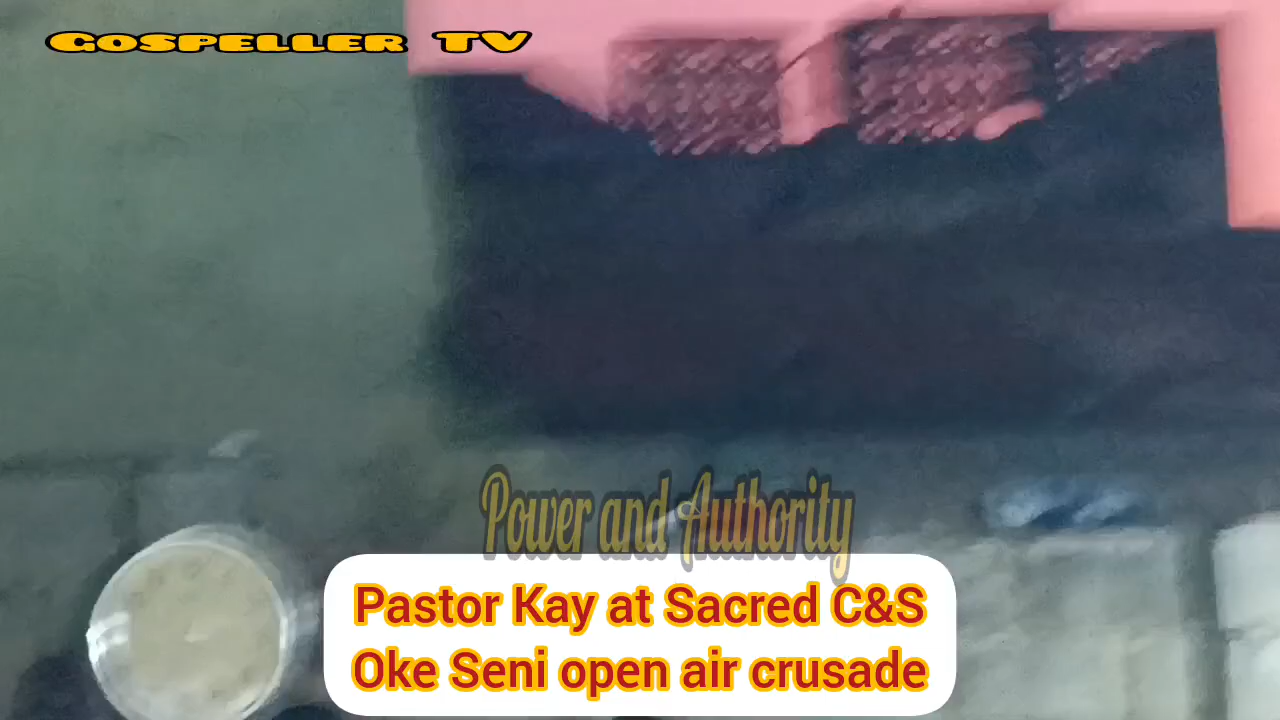 GOSPELLER TV
Power and Authority
Pastor Kay at Sacred C&S
Oke Seni open air crusade